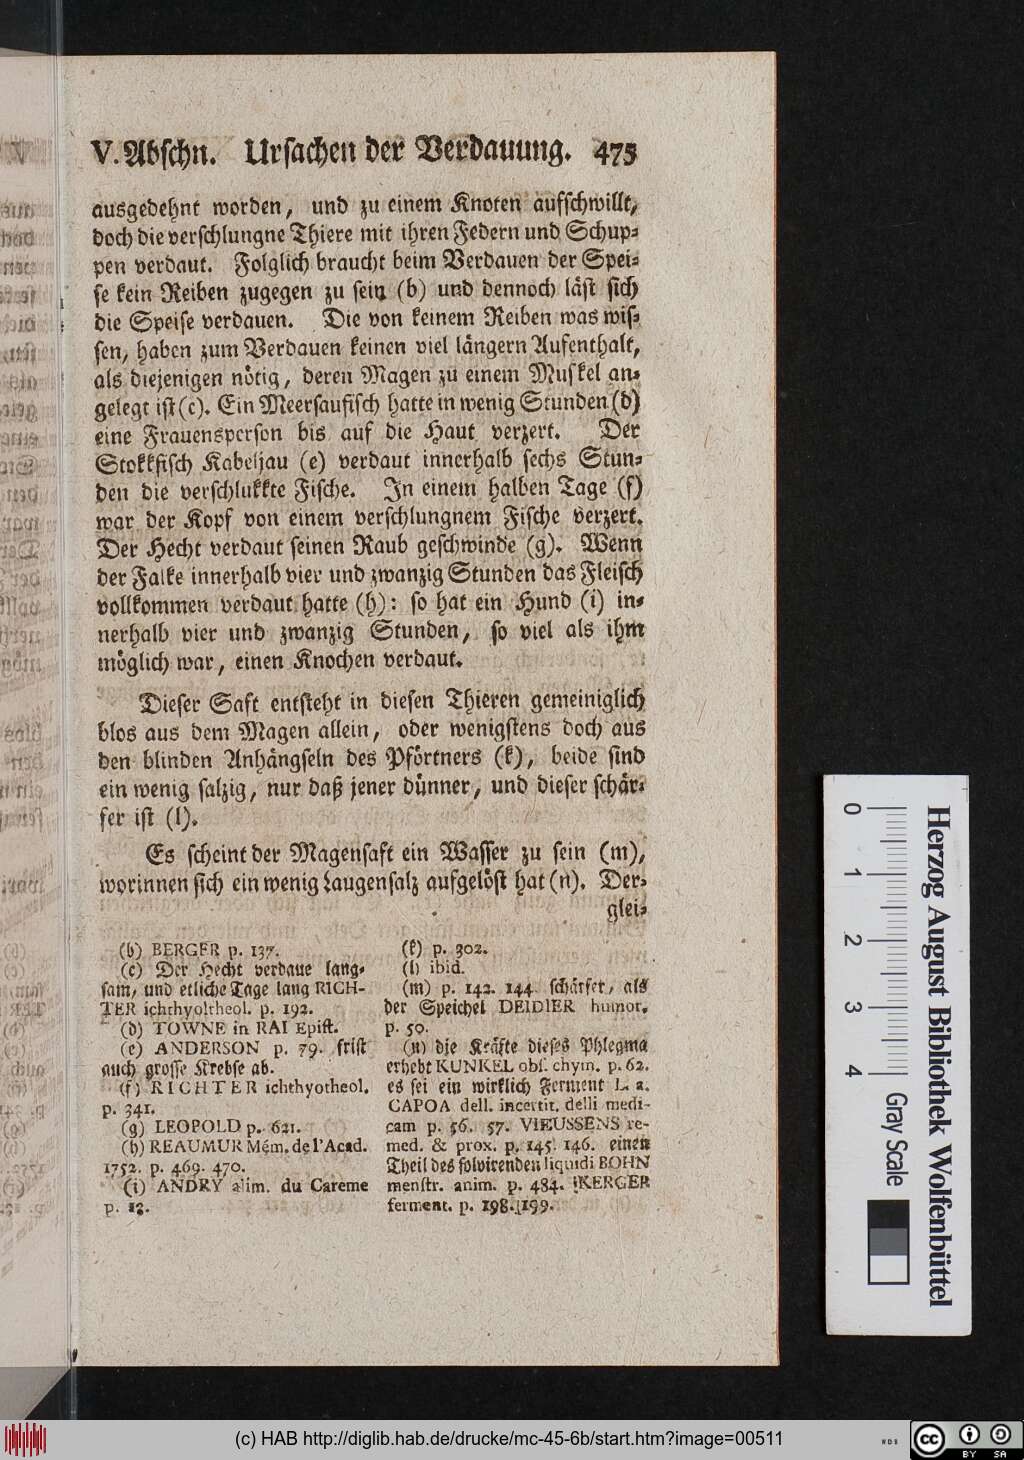 V. Abschn. Ursachen der Verdauung. 475
ausgedehnt worden, und zu einem Knoten aufschwillt,
doch die verschlungne Thiere mit ihren Federn und Schup-
pen verdaut. Folglich braucht beim Verdauen der Spei-
se kein Reiben zugegen zu sein (b) und dennoch läst sich
die Speise verdauen. Die von keinem Reiben was wis-
sen, haben zum Verdauen keinen viel längern Aufenthalt,
als diejenigen nötig, deren Magen zu einem Muskel an-
gelegt ist (c). Ein Meersaufisch hatte in wenig Stunden (d)
eine Frauensperson bis auf die Haut verzert. Der
Stokkfisch Kabeljau (e) verdaut innerhalb sechs Stun-
den die verschlukkte Fische. In einem halben Tage (f)
war der Kopf von einem verschlungnem Fische verzert.
Der Hecht verdaut seinen Raub geschwinde (g). Wenn
der Falke innerhalb vier und zwanzig Stunden das Fleisch
vollkommen verdaut hatte (h): so hat ein Hund (i) in-
nerhalb vier und zwanzig Stunden, so viel als ihm
möglich war, einen Knochen verdaut.
Dieser Saft entsteht in diesen Thieren gemeiniglich
blos aus dem Magen allein, oder wenigstens doch aus
den blinden Anhängseln des Pförtners (k), beide sind
ein wenig salzig, nur daß jener dünner, und dieser schär-
fer ist (l).
Es scheint der Magensaft ein Wasser zu sein (m),
worinnen sich ein wenig Laugensalz aufgelöst hat (n). Der-
glei-
(b) BERGER p. 137.
(c) Der Hecht verdaue lang-
sam, und etliche Tage lang RICH-
TER ichthyoltheol. p. 192.
(d) TOWNE in RAI Epist.
(e) ANDERSON p. 79. frist
auch grosse Krebse ab.
(f) RICHTER ichthyotheol.
p. 341.
(g) LEOPOLD p. 621.
(h) REAUMUR Mém. de l'Acad.
1752. p. 469. 470.
(i) ANDRY alim. du Careme
p. 12.
(k) p. 302.
(l) ibid.
(m) p. 142. 144. schärfer, als
der Speichel DEIDIER humor.
p. 50.
(n) die Kräfte dieses Phlegma
erhebt KUNKEL obs. chym. p. 62.
es sei ein wirklich Ferment L. a.
CAPOA dell. incertit. delli medi-
cam p. 56. 57. VIEUSSENS re-
med. & prox. p. 145. 146. einen
Theil des solvirenden liquidi BOHN
menstr. anim. p. 484. KERGER
ferment. p. 198. 199.
0
1
2
3
4
Gray Scale
Herzog August Bibliothek Wolfenbüttel
(c) HAB http://diglib.hab.de/drucke/mc-45-6b/start.htm?image=00511
cc BY SA